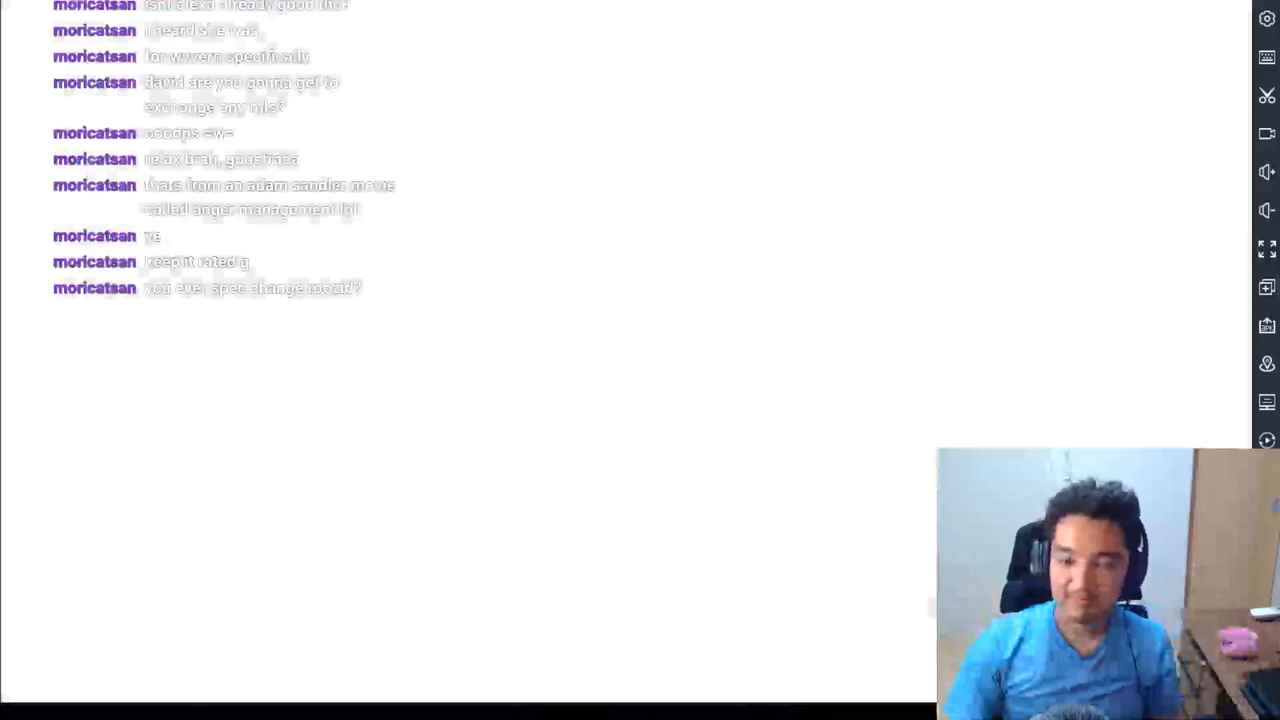 moricatsan isnt alexa already good tho?
moricatsan i heard she was
moricatsan for wyvern specifically
moricatsan david are you gonna get to
exchange any mls?
moricatsan oooops =w=
moricatsan relax brah, goosfraba
moricatsan thats from an adam sandler movie
called anger management lol
moricatsan ye
moricatsan keep it rated g
moricatsan you ever spec change roozid?